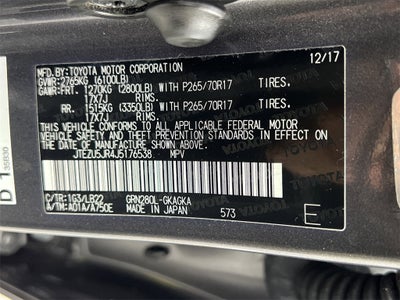 12/17
MFD.BY:TOYOTA MOTOR CORPORATION
GVWR: 2765KG (6100LB)
GAWR:FRT. 1270KG (2800LB) WITH P265/70R17 TIRES.
17X7J RIMS.
RR. 1515KG (3350LB) WITH P265/70R17 TIRES.
17X7J RIMS.
THIS VEHICLE CONFORMS TO ALL APPLICABLE FEDERAL MOTOR
VEHICLE SAFETY, BUMPER, AND THEFT PREVENTION STANDARDS IN EFFECT ON
THE DATE OF MANUFACTURE SHOWN ABOVE.
JTEZU5JR4J5176538 MPV
C/TR:1G3/LB22 GRN280L-GKAGKA
A/TM:A01A/A750E MADE IN JAPAN 573
E
D 1
35B30